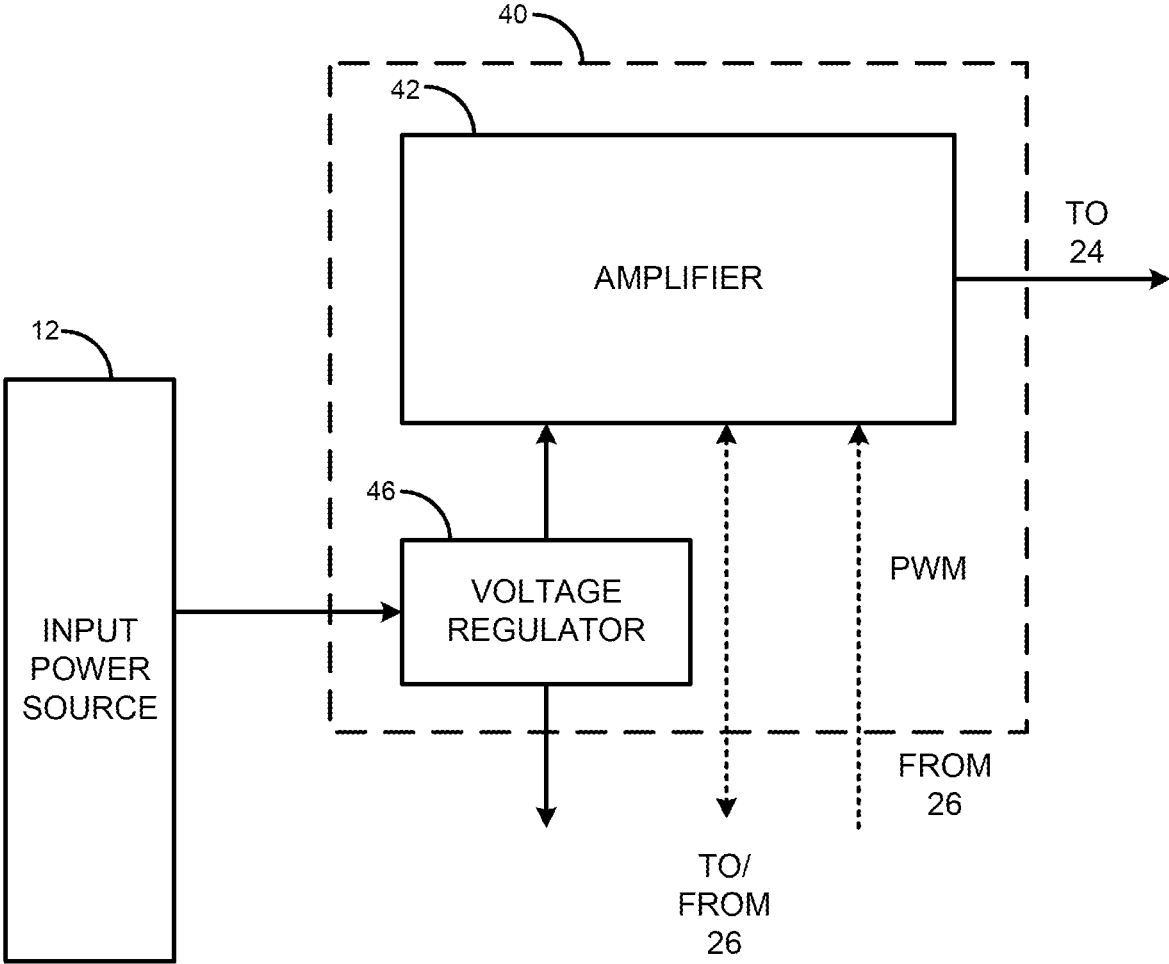 40
42
AMPLIFIER
TO
24
12
INPUT
POWER
SOURCE
46
VOLTAGE
REGULATOR
PWM
FROM
26
TO/
FROM
26